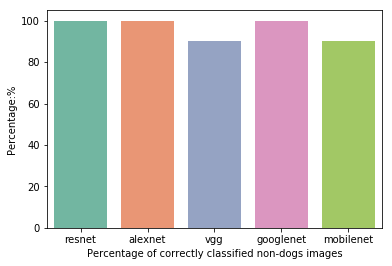 100
80
60
40
20
0
Percentage:%
resnet alexnet vgg googlenet mobilenet
Percentage of correctly classified non-dogs images